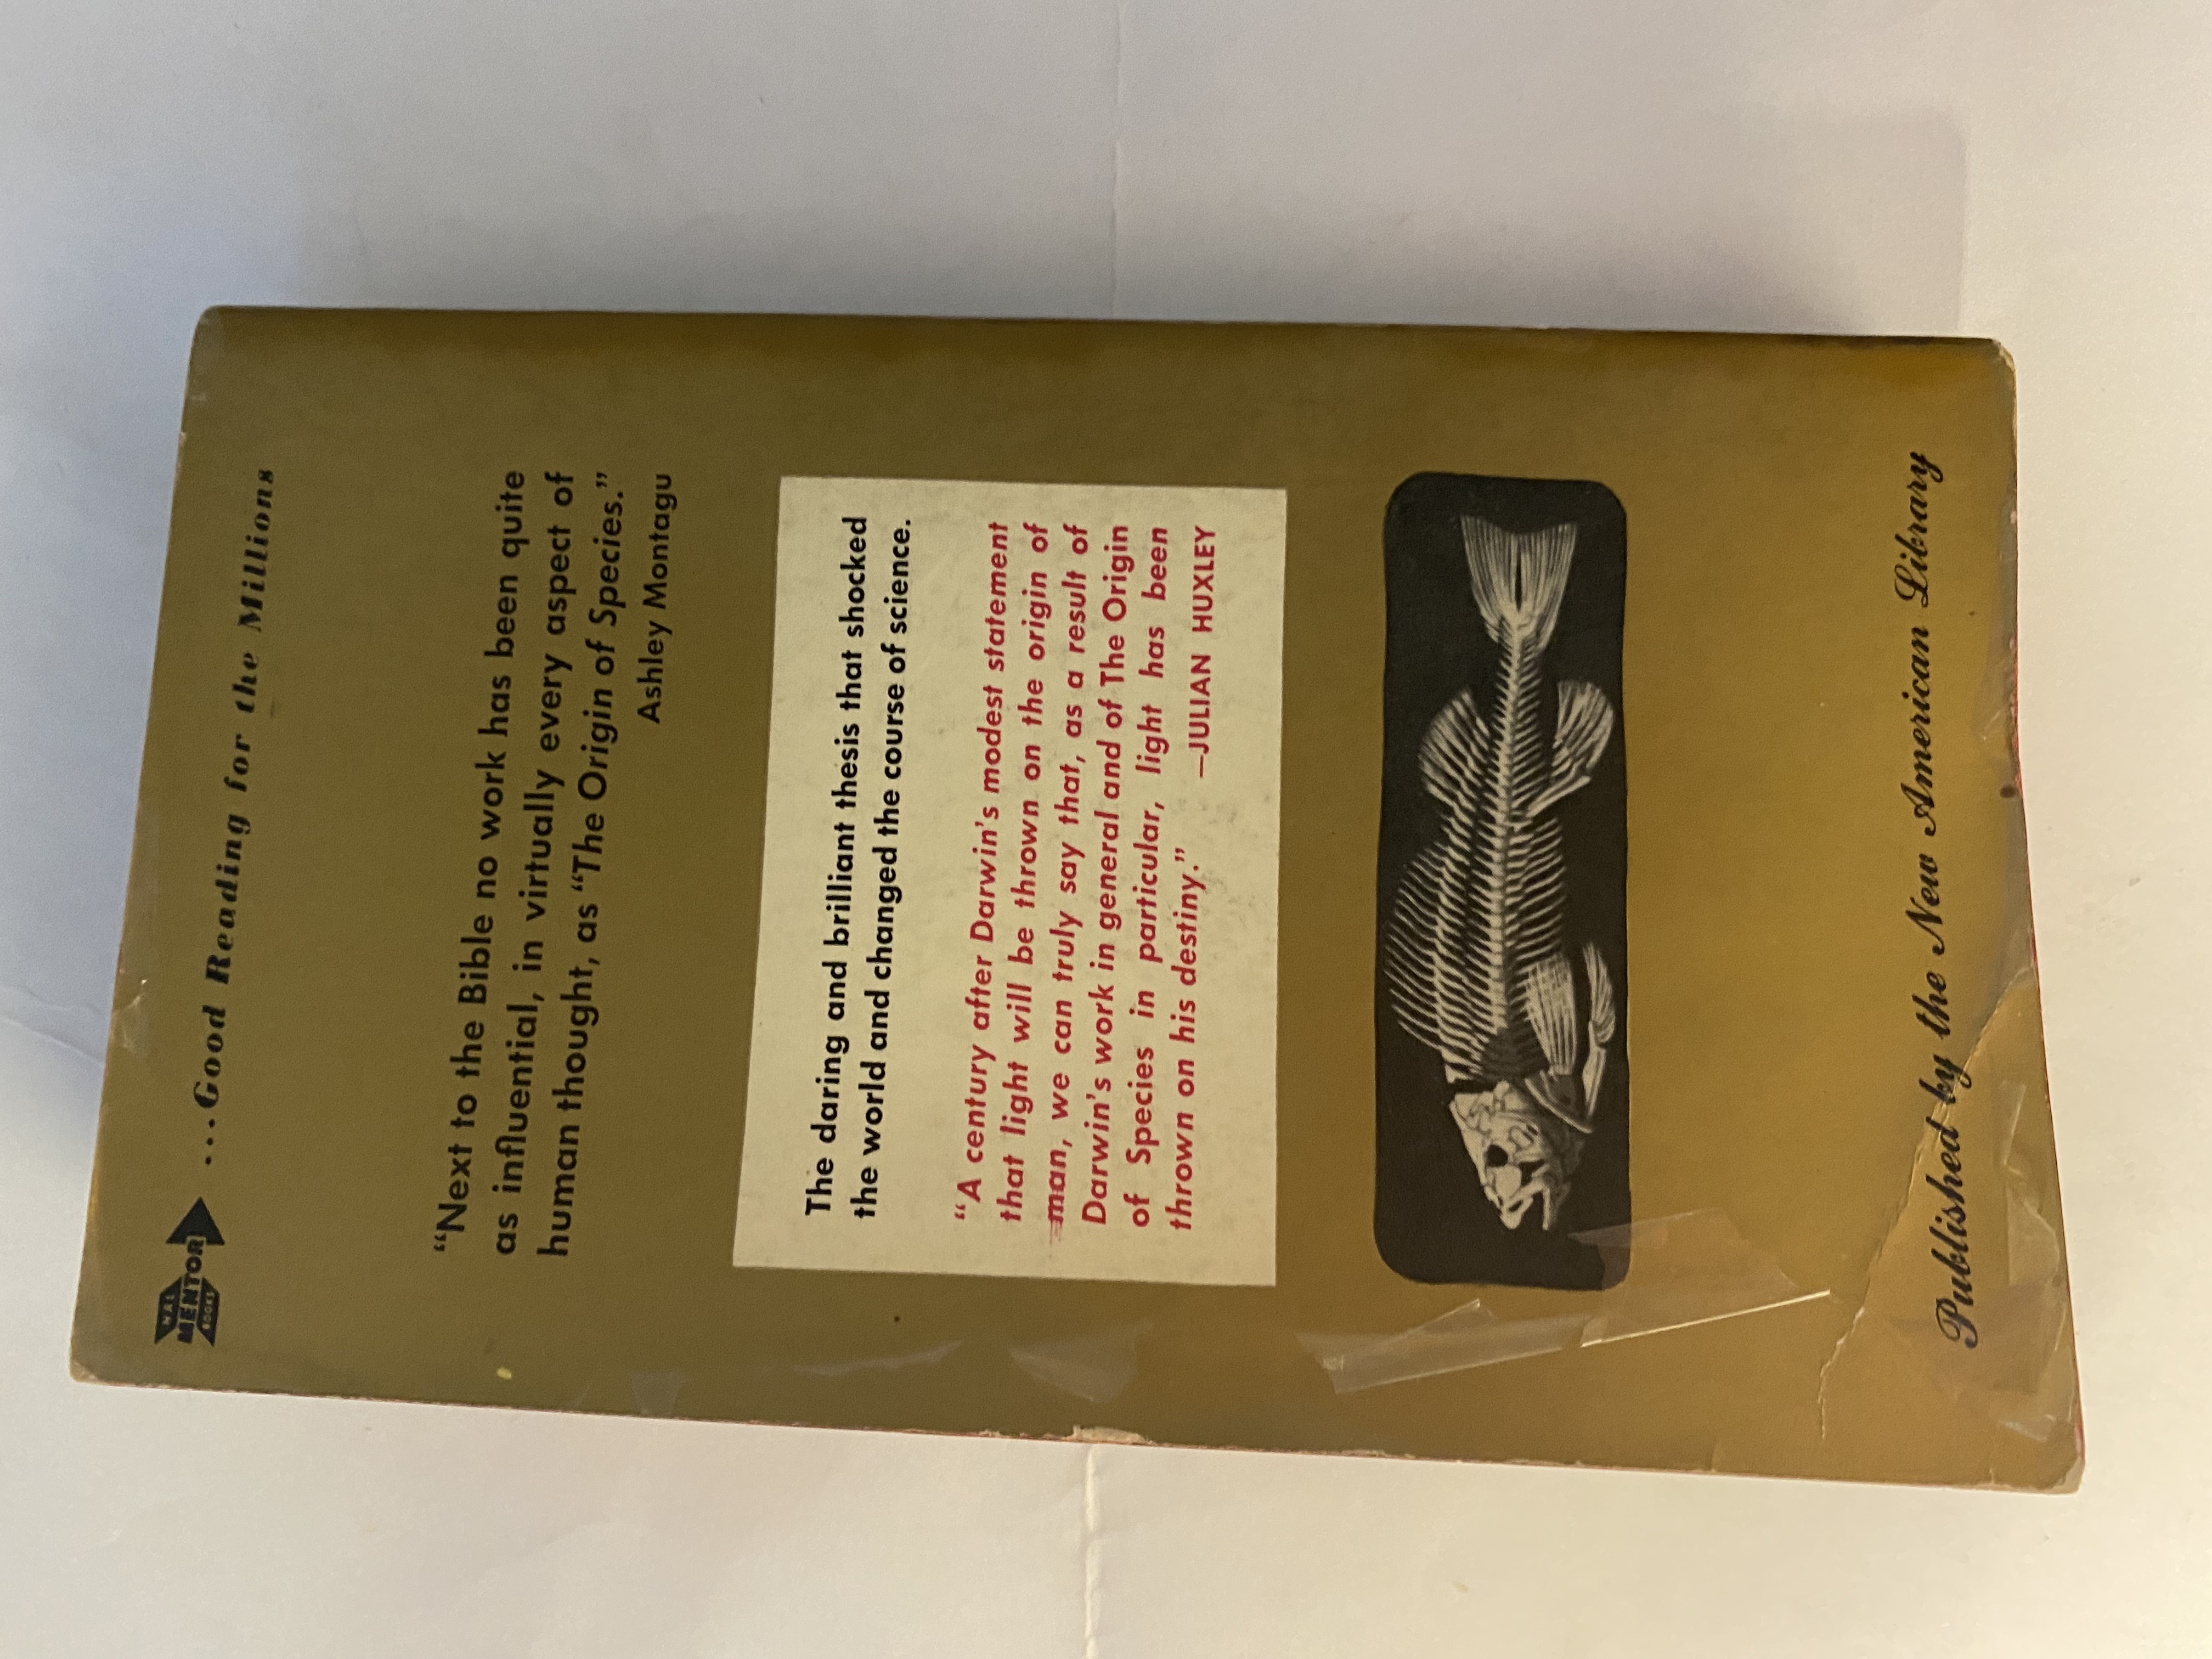 NAL
MENTOR
BOOKS
...Good Reading for the Millions
“Next to the Bible no work has been quite
as influential, in virtually every aspect of
human thought, as “The Origin of Species.”
Ashley Montagu
The daring and brilliant thesis that shocked
the world and changed the course of science.
“A century after Darwin’s modest statement
that light will be thrown on the origin of
man, we can truly say that, as a result of
Darwin’s work in general and of The Origin
of Species in particular, light has been
thrown on his destiny.” —JULIAN HUXLEY
Published by the New American Library